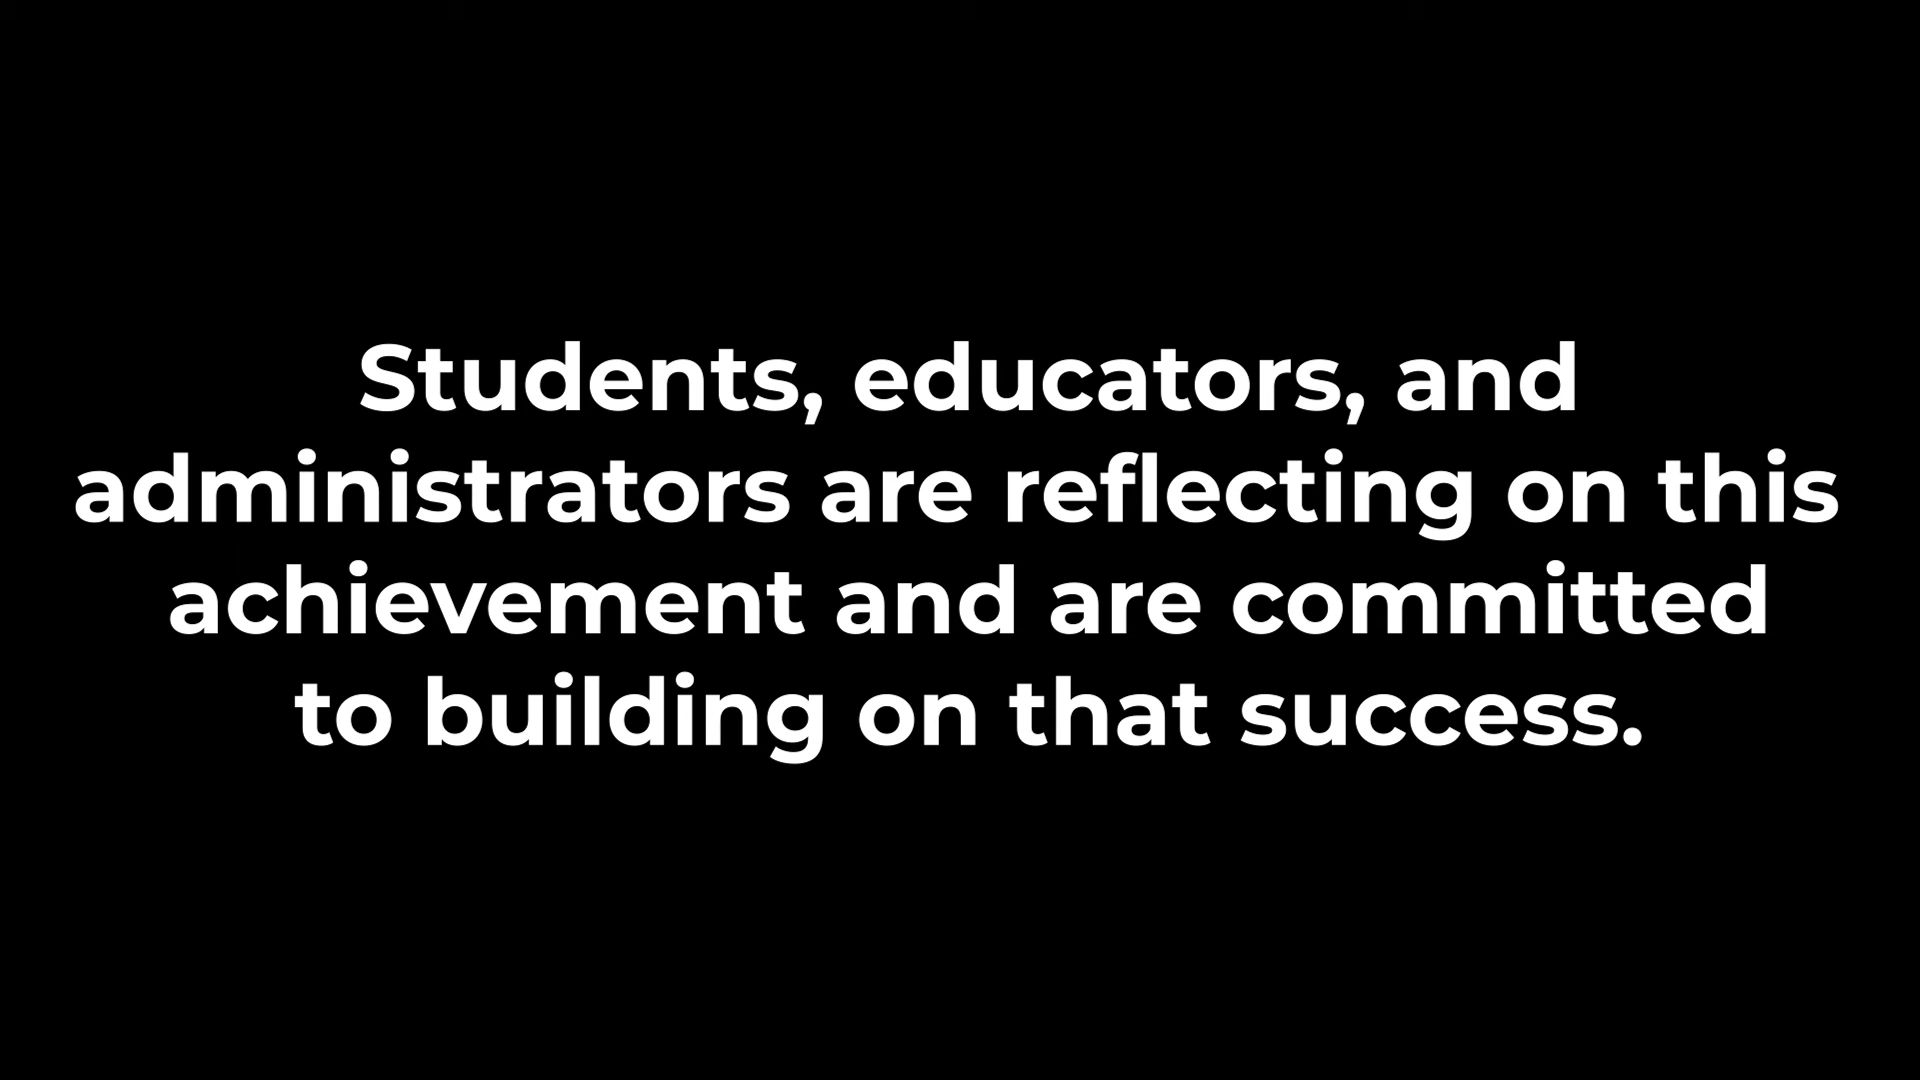 Students, educators, and
administrators are reflecting on this
achievement and are committed
to building on that success.